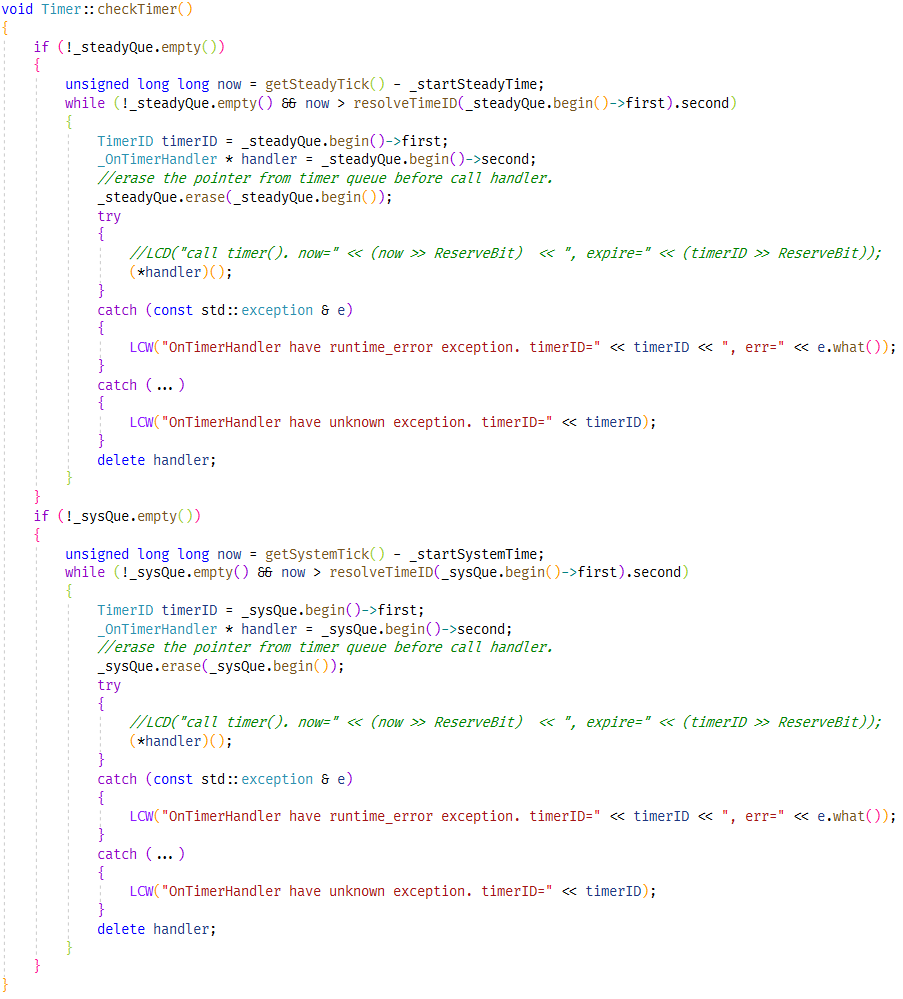 void Timer::checkTimer()
{
    if (!_steadyQue.empty())
    {
        unsigned long long now = getSteadyTick() - _startSteadyTime;
        while (!_steadyQue.empty() && now > resolveTimeID(_steadyQue.begin()->first).second)
        {
            TimerID timerID = _steadyQue.begin()->first;
            _OnTimerHandler * handler = _steadyQue.begin()->second;
            //erase the pointer from timer queue before call handler.
            _steadyQue.erase(_steadyQue.begin());
            try
            {
                //LCD("call timer(). now=" << (now >> ReserveBit)  << ", expire=" << (timerID >> ReserveBit));
                (*handler)();
            }
            catch (const std::exception & e)
            {
                LCW("OnTimerHandler have runtime_error exception. timerID=" << timerID << ", err=" << e.what());
            }
            catch (...)
            {
                LCW("OnTimerHandler have unknown exception. timerID=" << timerID);
            }
            delete handler;
        }
    }
    if (!_sysQue.empty())
    {
        unsigned long long now = getSystemTick() - _startSystemTime;
        while (!_sysQue.empty() && now > resolveTimeID(_sysQue.begin()->first).second)
        {
            TimerID timerID = _sysQue.begin()->first;
            _OnTimerHandler * handler = _sysQue.begin()->second;
            //erase the pointer from timer queue before call handler.
            _sysQue.erase(_sysQue.begin());
            try
            {
                //LCD("call timer(). now=" << (now >> ReserveBit)  << ", expire=" << (timerID >> ReserveBit));
                (*handler)();
            }
            catch (const std::exception & e)
            {
                LCW("OnTimerHandler have runtime_error exception. timerID=" << timerID << ", err=" << e.what());
            }
            catch (...)
            {
                LCW("OnTimerHandler have unknown exception. timerID=" << timerID);
            }
            delete handler;
        }
    }
}